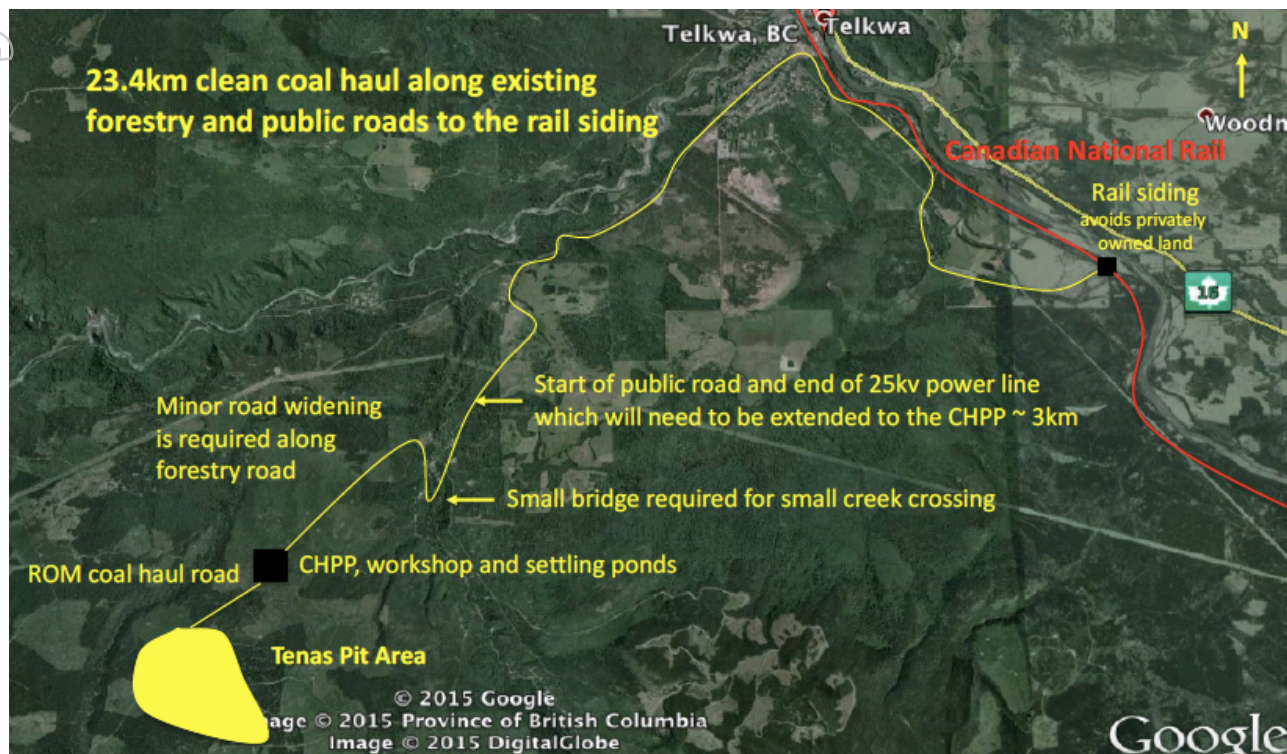 Telkwa, BC
Telkwa
N
23.4km clean coal haul along existing
forestry and public roads to the rail siding
Woodm
Canadian National Rail
Rail siding
avoids privately
owned land
16
Start of public road and end of 25kv power line
which will need to be extended to the CHPP ~ 3km
Minor road widening
is required along
forestry road
Small bridge required for small creek crossing
ROM coal haul road
CHPP, workshop and settling ponds
Tenas Pit Area
© 2015 Google
age © 2015 Province of British Columbia
Image © 2015 DigitalGlobe
Google